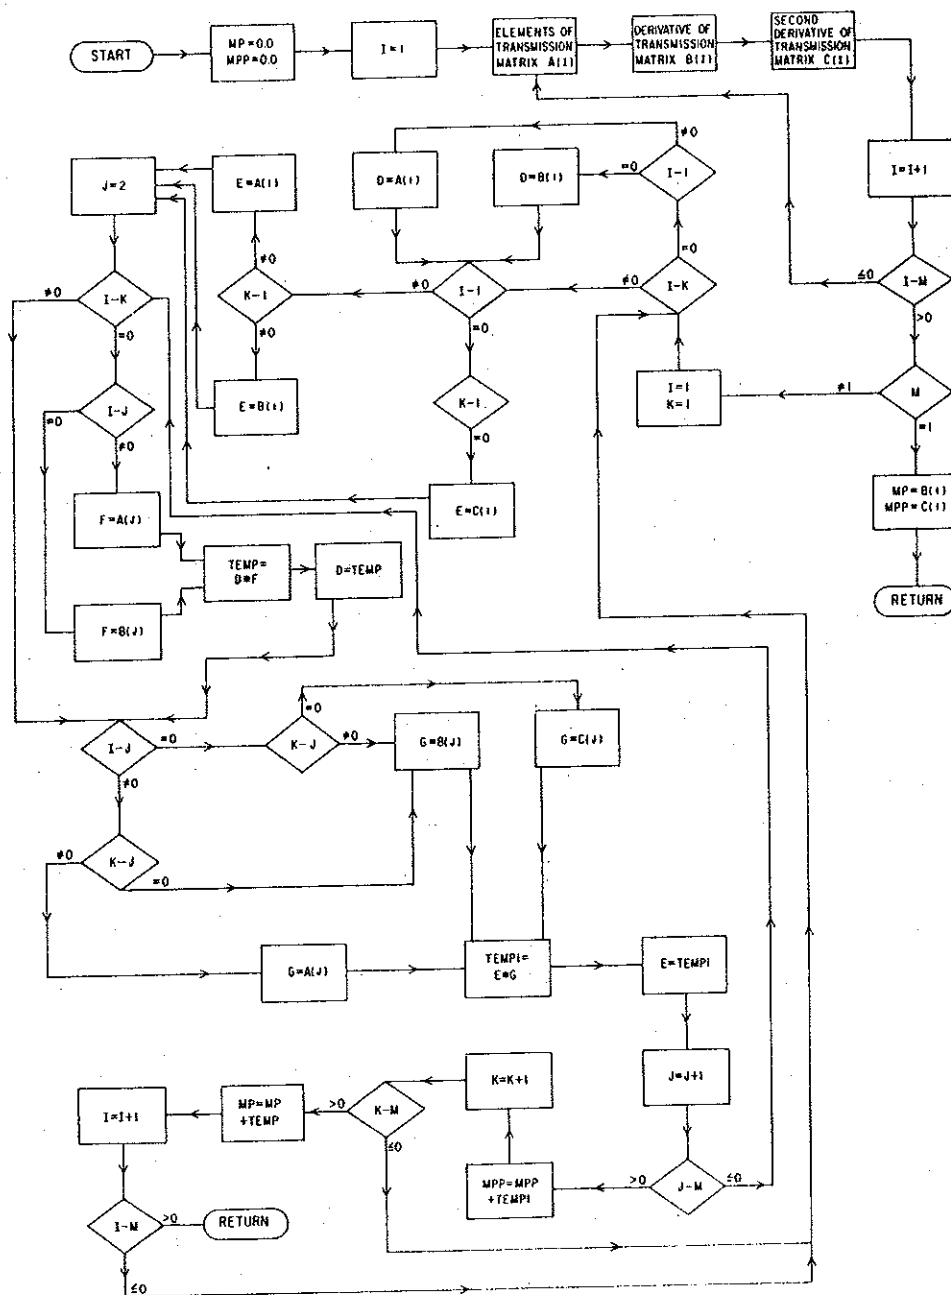 START
MP=0.0
MPP=0.0
I=1
ELEMENTS OF
TRANSMISSION
MATRIX A(I)
DERIVATIVE OF
TRANSMISSION
MATRIX B(I)
SECOND
DERIVATIVE OF
TRANSMISSION
MATRIX C(I)
I=I+1
I-M
≤0
>0
M
≠1
=1
MP=B(1)
MPP=C(1)
RETURN
I=1
K=1
I-K
=0
≠0
I-1
≠0
=0
D=B(1)
D=A(1)
I-1
≠0
=0
K-1
=0
E=C(1)
K-1
≠0
≠0
E=A(1)
E=B(1)
J=2
I-K
≠0
=0
I-J
=0
≠0
F=A(J)
F=B(J)
TEMP=
D*F
D=TEMP
I-J
=0
≠0
K-J
=0
≠0
G=B(J)
G=C(J)
K-J
≠0
=0
G=A(J)
TEMP1=
E*G
E=TEMP1
J=J+1
J-M
>0
≤0
MPP=MPP
+TEMP1
K=K+1
K-M
>0
≤0
MP=MP
+TEMP
I=I+1
I-M
>0
≤0
RETURN